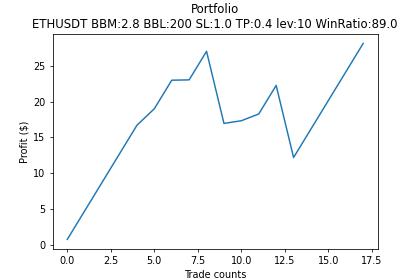 Portfolio
ETHUSDT BBM:2.8 BBL:200 SL:1.0 TP:0.4 lev:10 WinRatio:89.0
Profit ($)
25
20
15
10
5
0
0.0 2.5 5.0 7.5 10.0 12.5 15.0 17.5
Trade counts